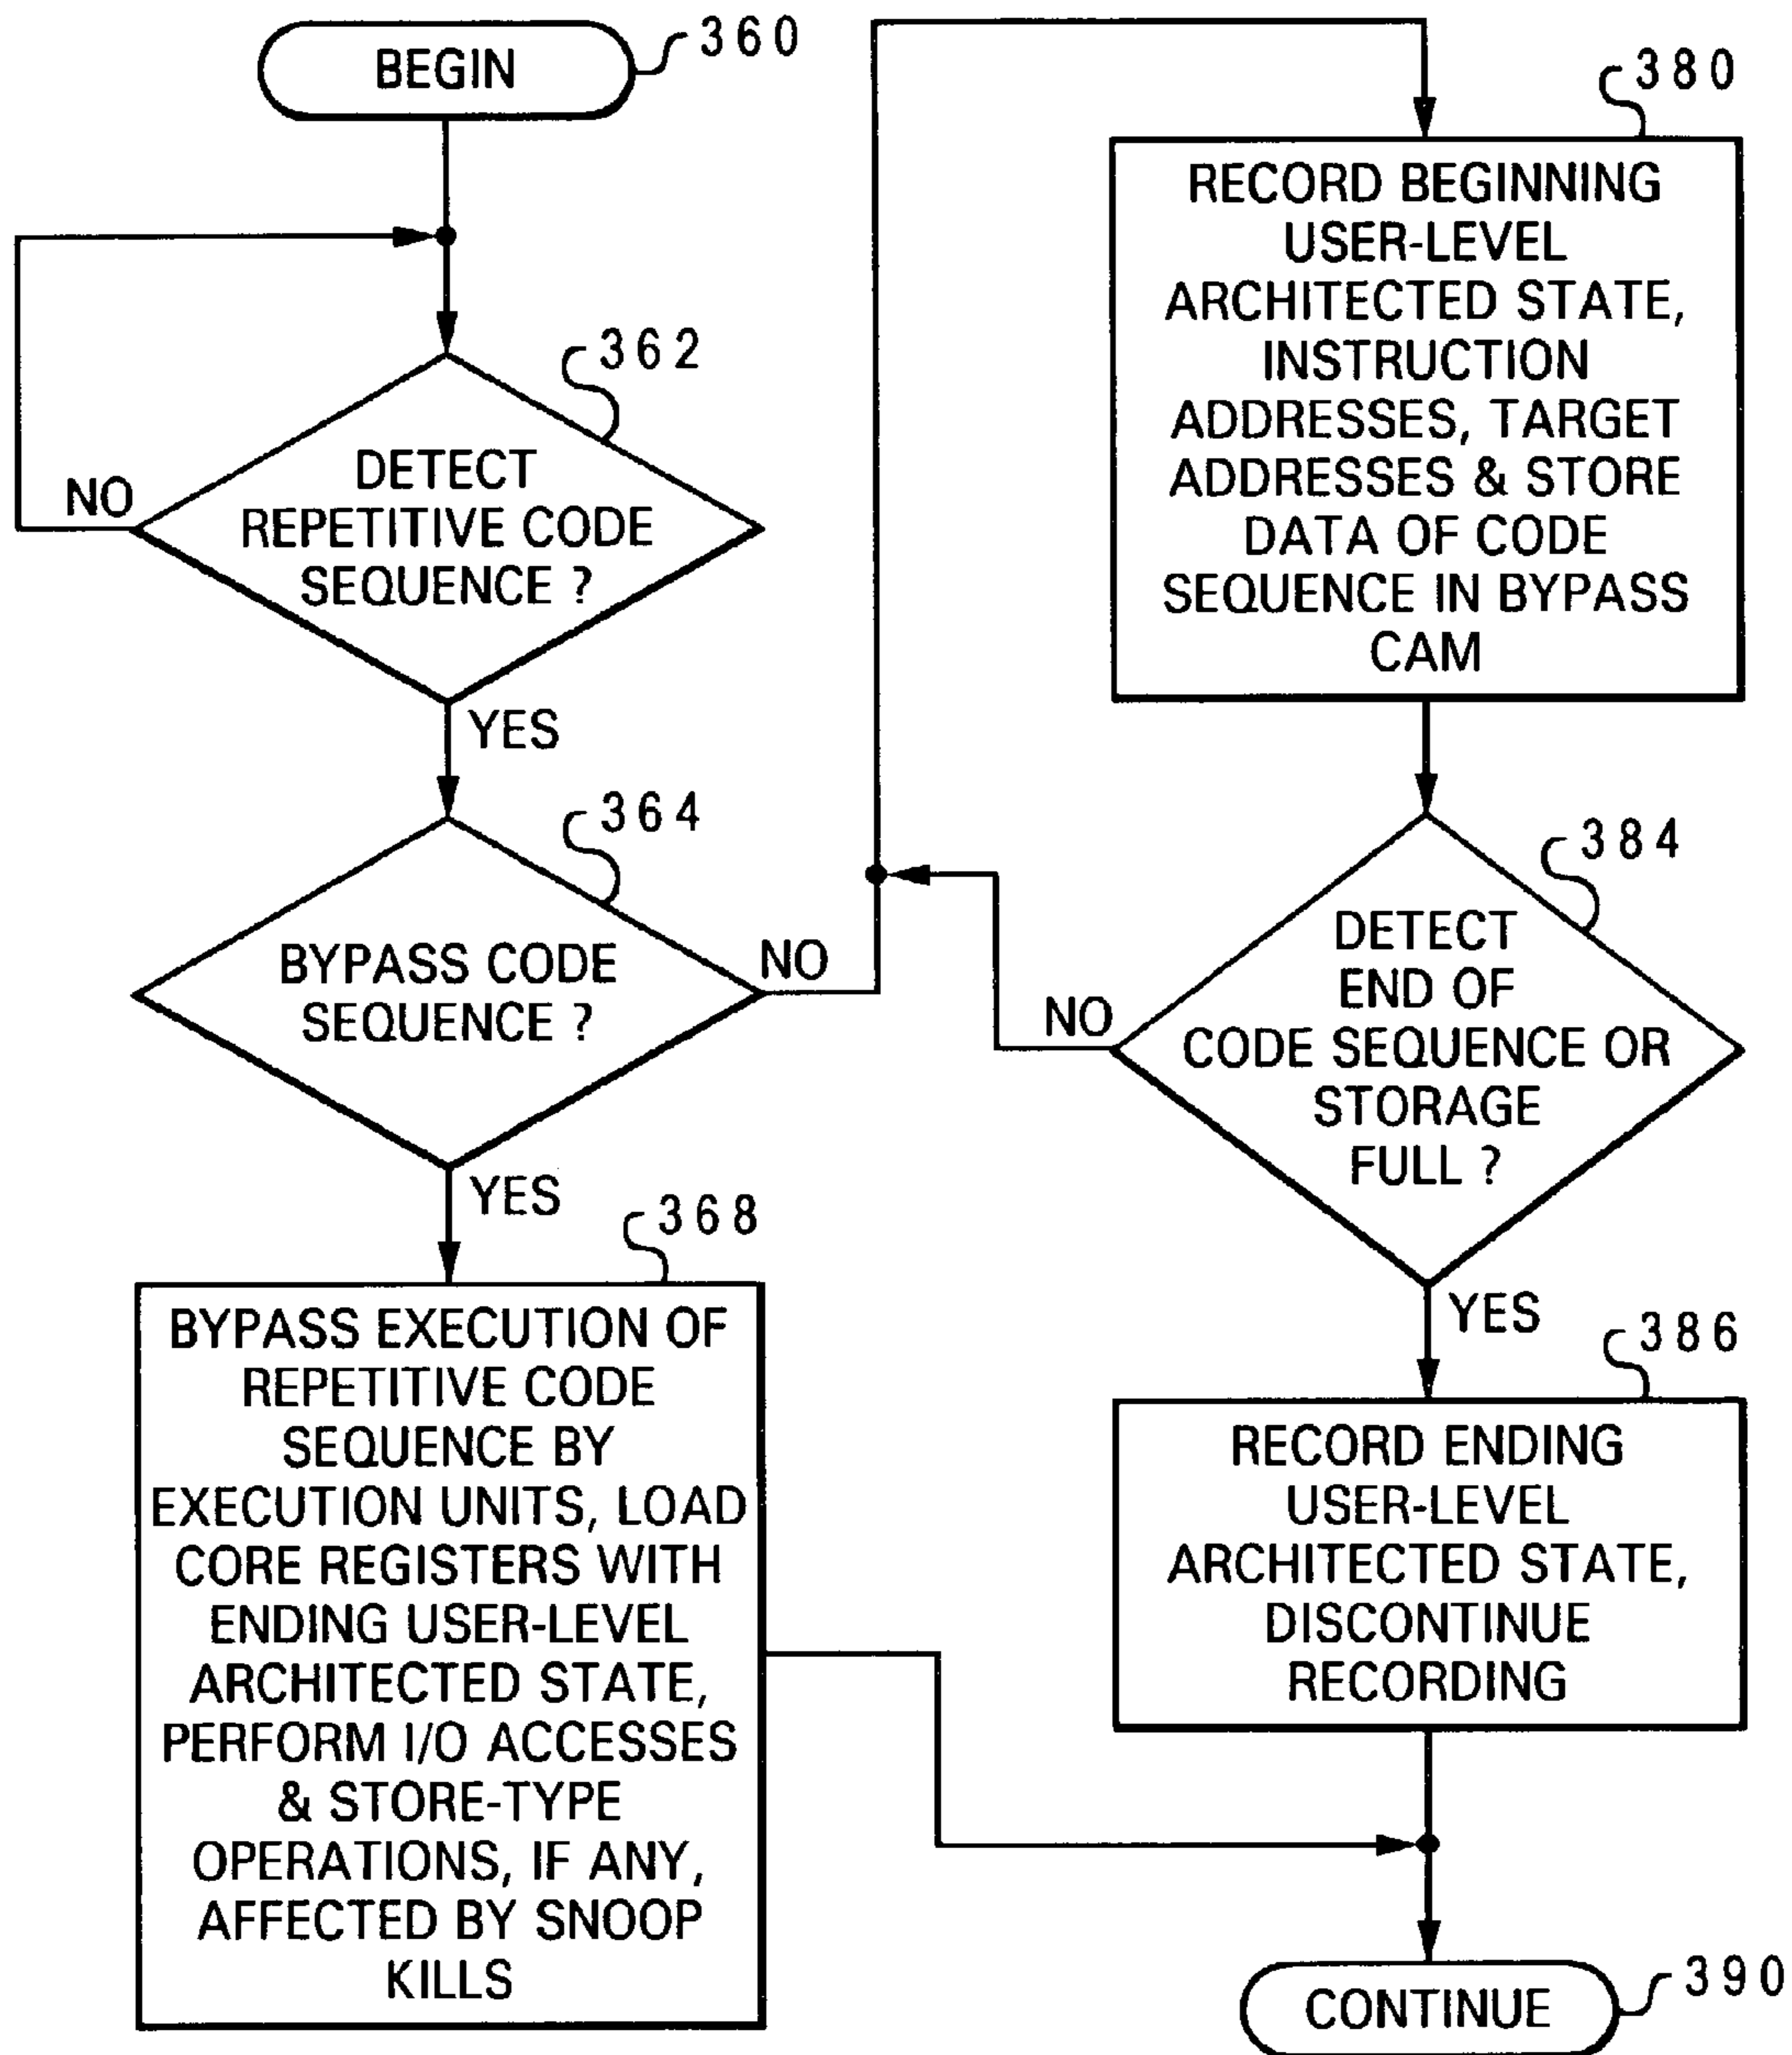 BEGIN
360
362
DETECT
REPETITIVE CODE
SEQUENCE ?
NO
YES
364
BYPASS CODE
SEQUENCE ?
NO
YES
368
BYPASS EXECUTION OF
REPETITIVE CODE
SEQUENCE BY
EXECUTION UNITS, LOAD
CORE REGISTERS WITH
ENDING USER-LEVEL
ARCHITECTED STATE,
PERFORM I/O ACCESSES
& STORE-TYPE
OPERATIONS, IF ANY,
AFFECTED BY SNOOP
KILLS
380
RECORD BEGINNING
USER-LEVEL
ARCHITECTED STATE,
INSTRUCTION
ADDRESSES, TARGET
ADDRESSES & STORE
DATA OF CODE
SEQUENCE IN BYPASS
CAM
384
DETECT
END OF
CODE SEQUENCE OR
STORAGE
FULL ?
NO
YES
386
RECORD ENDING
USER-LEVEL
ARCHITECTED STATE,
DISCONTINUE
RECORDING
CONTINUE
390